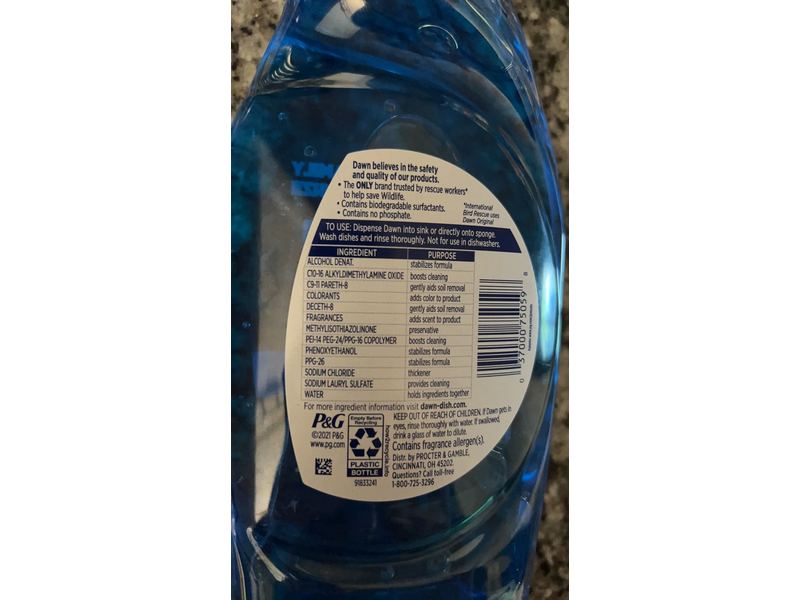 Dawn believes in the safety
and quality of our products.
• The ONLY brand trusted by rescue workers*
to help save Wildlife.
• Contains biodegradable surfactants.
• Contains no phosphate.
*International
Bird Rescue uses
Dawn Original
TO USE: Dispense Dawn into sink or directly onto sponge.
Wash dishes and rinse thoroughly. Not for use in dishwashers.
INGREDIENT PURPOSE
ALCOHOL DENAT. stabilizes formula
C10-16 ALKYLDIMETHYLAMINE OXIDE boosts cleaning
C9-11 PARETH-8 gently aids soil removal
COLORANTS adds color to product
DECETH-8 gently aids soil removal
FRAGRANCES adds scent to product
METHYLISOTHIAZOLINONE preservative
PEI-14 PEG-24/PPG-16 COPOLYMER boosts cleaning
PHENOXYETHANOL stabilizes formula
PPG-26 stabilizes formula
SODIUM CHLORIDE thickener
SODIUM LAURYL SULFATE provides cleaning
WATER holds ingredients together
For more ingredient information visit dawn-dish.com.
P&G
©2021 P&G
www.pg.com
Empty Before
Recycling
PLASTIC
BOTTLE
how2recycle.info
91833241
KEEP OUT OF REACH OF CHILDREN. If Dawn gets in
eyes, rinse thoroughly with water. If swallowed,
drink a glass of water to dilute.
Contains fragrance allergen(s).
Distr. by PROCTER & GAMBLE,
CINCINNATI, OH 45202.
Questions? Call toll-free
1-800-725-3296
0 37000 75059 8